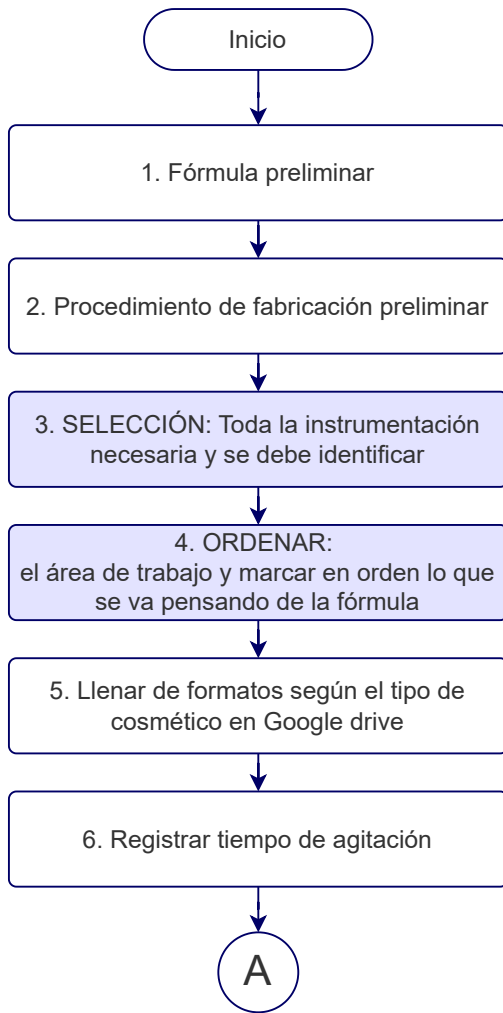 Inicio
1. Fórmula preliminar
2. Procedimiento de fabricación preliminar
3. SELECCIÓN: Toda la instrumentación
necesaria y se debe identificar
4. ORDENAR:
el área de trabajo y marcar en orden lo que
se va pensando de la fórmula
5. Llenar de formatos según el tipo de
cosmético en Google drive
6. Registrar tiempo de agitación
A